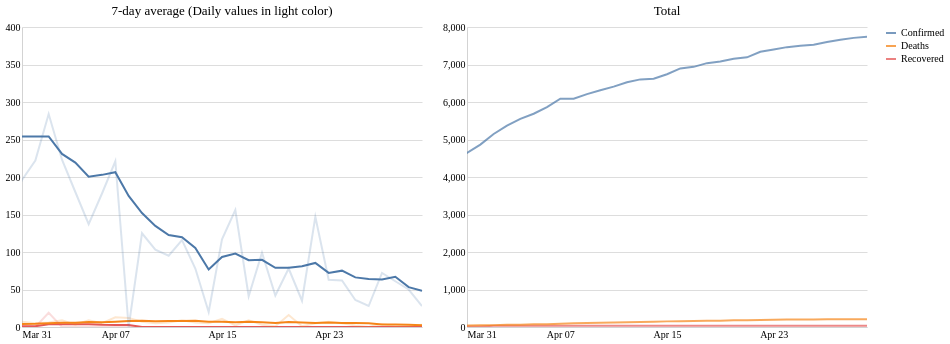 7-day average (Daily values in light color)
400
350
300
250
200
150
100
50
0
Mar 31
Apr 07
Apr 15
Apr 23
Total
8,000
7,000
6,000
5,000
4,000
3,000
2,000
1,000
0
Mar 31
Apr 07
Apr 15
Apr 23
Confirmed
Deaths
Recovered